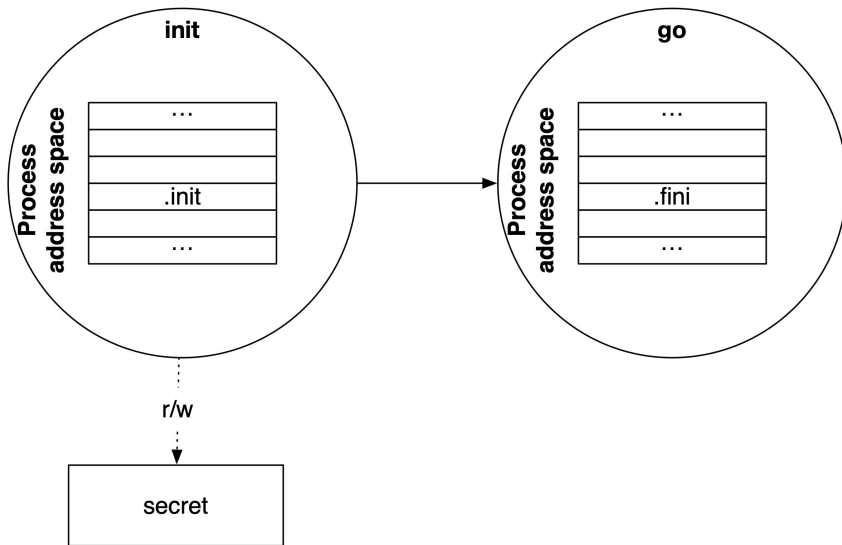 init
Process
address space
...
.init
...
go
Process
address space
...
.fini
...
r/w
secret